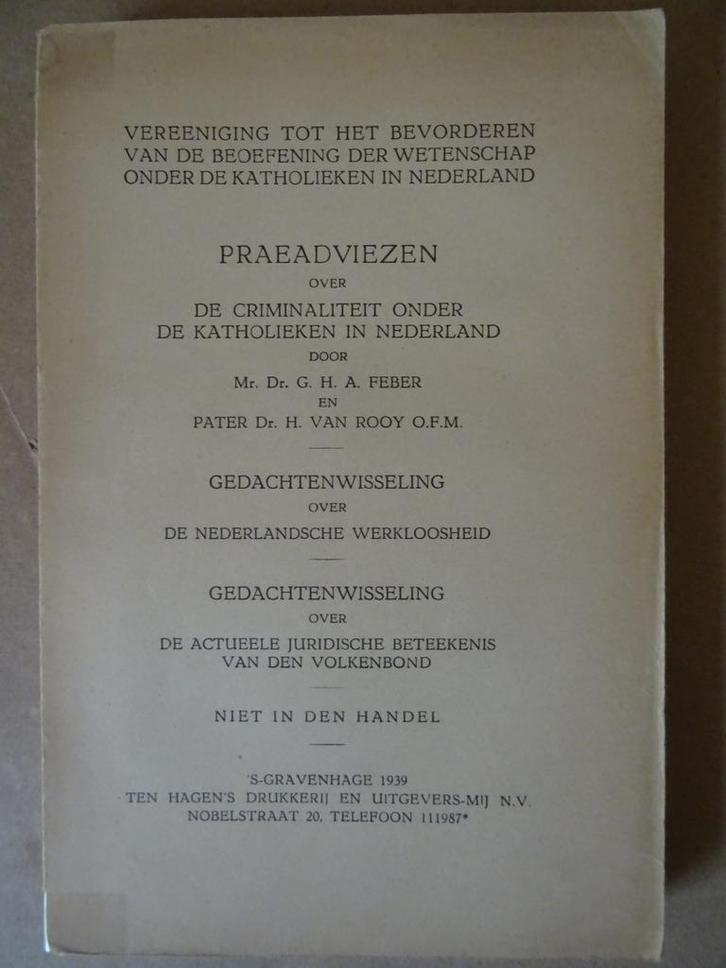 VEREENIGING TOT HET BEVORDEREN
VAN DE BEOEFENING DER WETENSCHAP
ONDER DE KATHOLIEKEN IN NEDERLAND
PRAEADVIEZEN
OVER
DE CRIMINALITEIT ONDER
DE KATHOLIEKEN IN NEDERLAND
DOOR
Mr. Dr. G. H. A. FEBER
EN
PATER Dr. H. VAN ROOY O.F.M.
GEDACHTENWISSELING
OVER
DE NEDERLANDSCHE WERKLOOSHEID
GEDACHTENWISSELING
OVER
DE ACTUEELE JURIDISCHE BETEEKENIS
VAN DEN VOLKENBOND
NIET IN DEN HANDEL
'S-GRAVENHAGE 1939
TEN HAGEN'S DRUKKERIJ EN UITGEVERS-MIJ N.V.
NOBELSTRAAT 20, TELEFOON 111987*